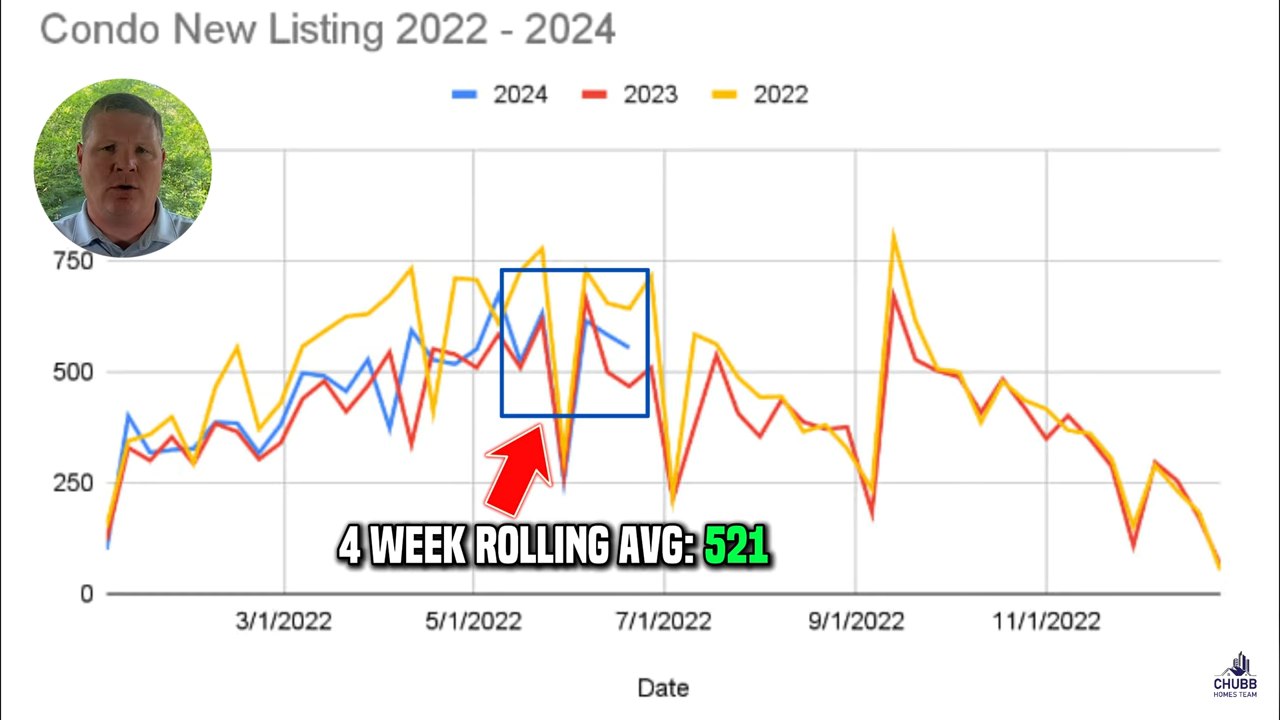 Condo New Listing 2022 - 2024
2024 2023 2022
750
500
250
0
4 WEEK ROLLING AVG: 521
3/1/2022 5/1/2022 7/1/2022 9/1/2022 11/1/2022
Date
CHUBB
HOMES TEAM